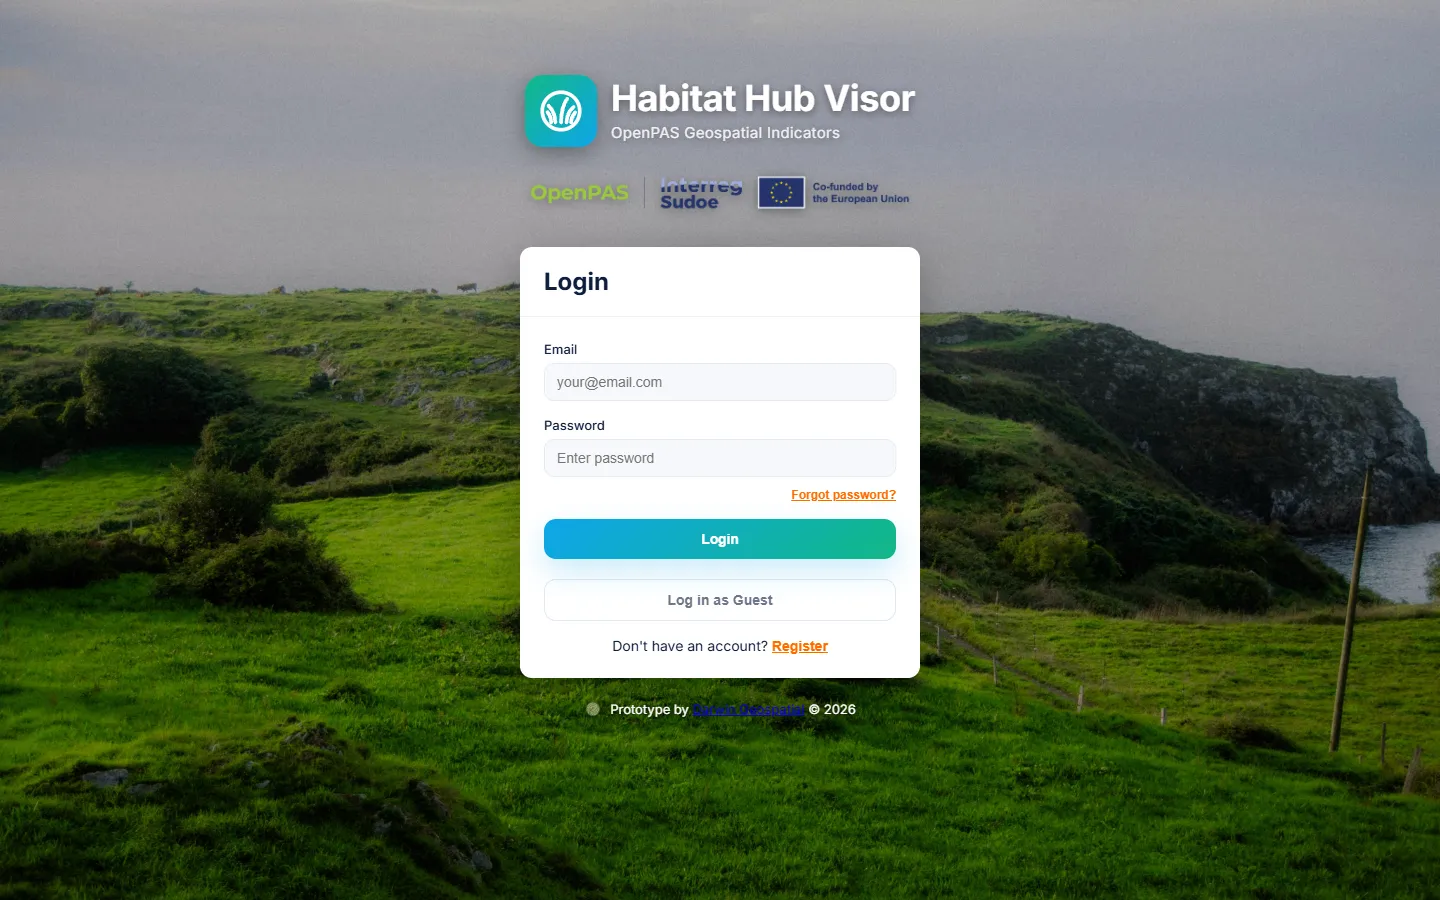 Habitat Hub Visor
OpenPAS Geospatial Indicators
OpenPAS
Interreg
Sudoe
Co-funded by
the European Union
Login
Email
your@email.com
Password
Enter password
Forgot password?
Login
Log in as Guest
Don't have an account? Register
Prototype by Darwin Geospatial © 2026